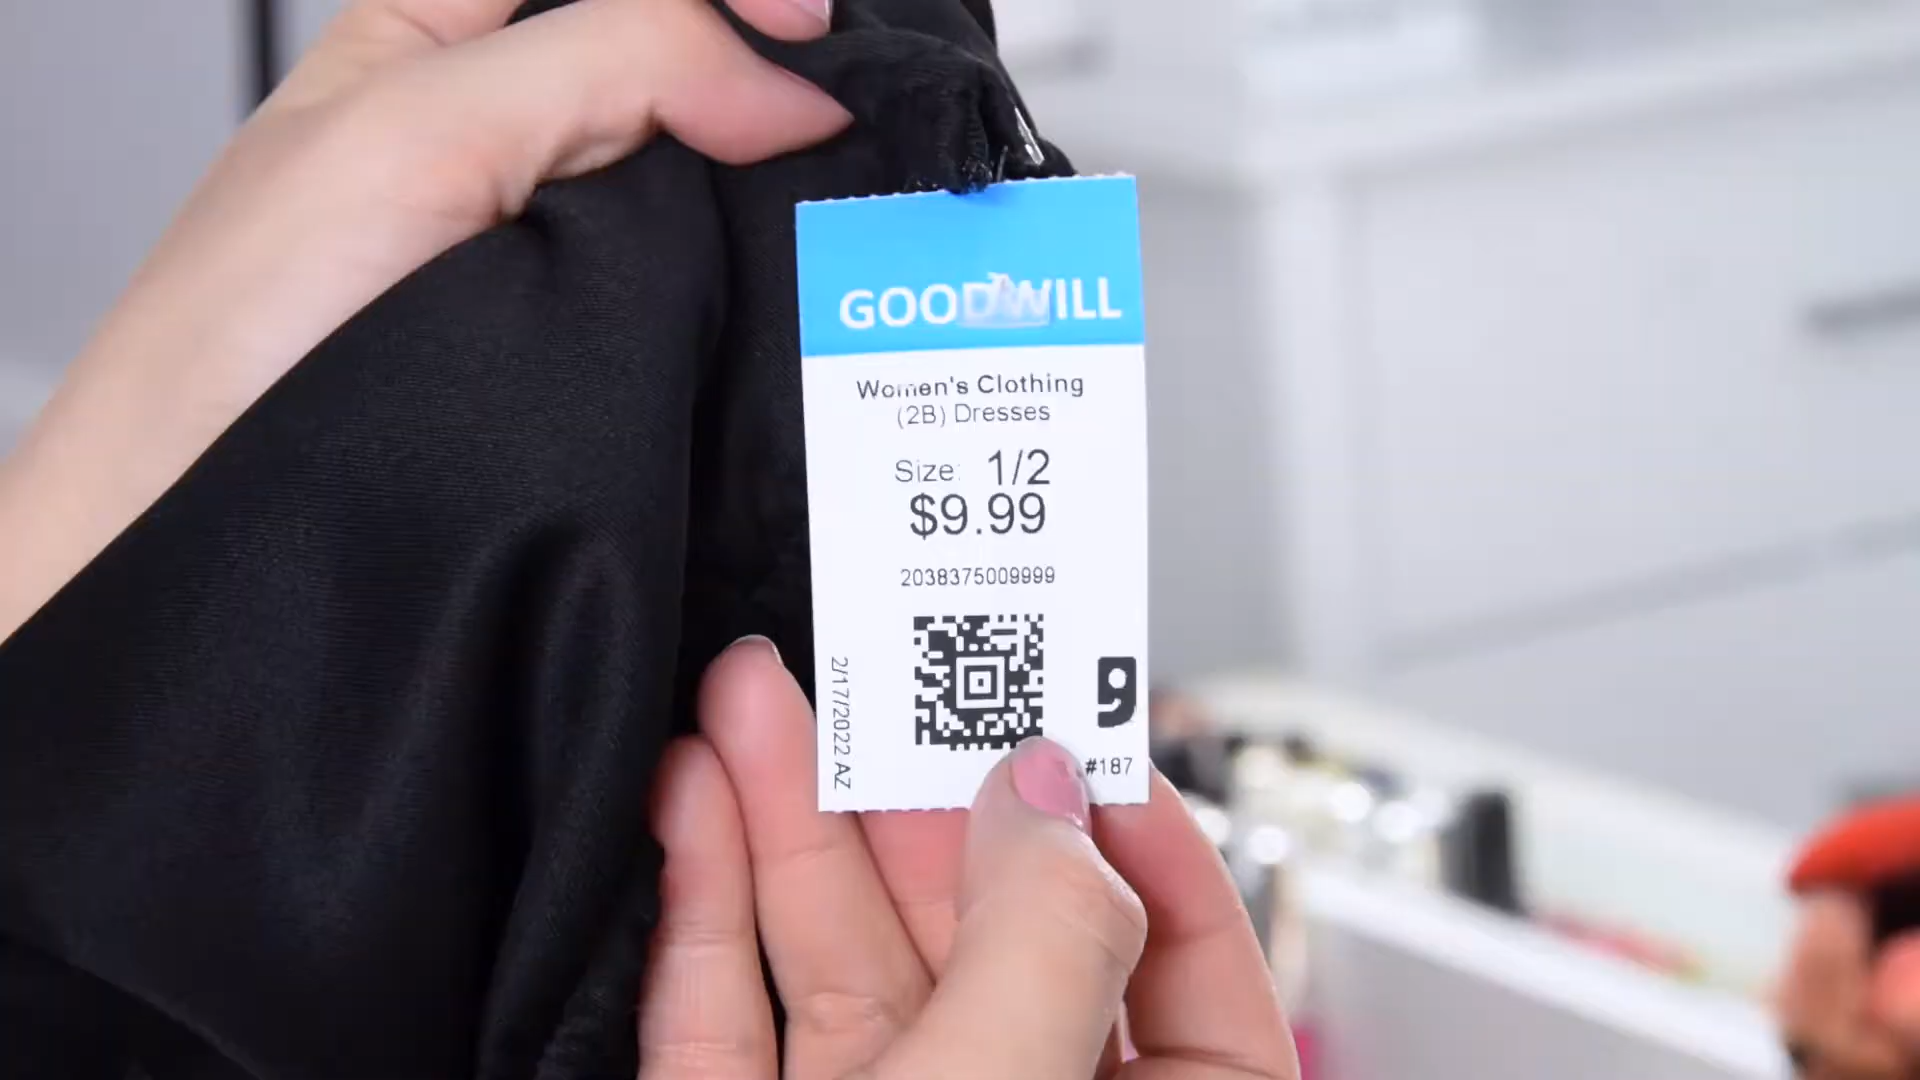 GOODWILL
Women's Clothing
(2B) Dresses
Size: 1/2
$9.99
2038375009999
2/17/2022 AZ
g
#187